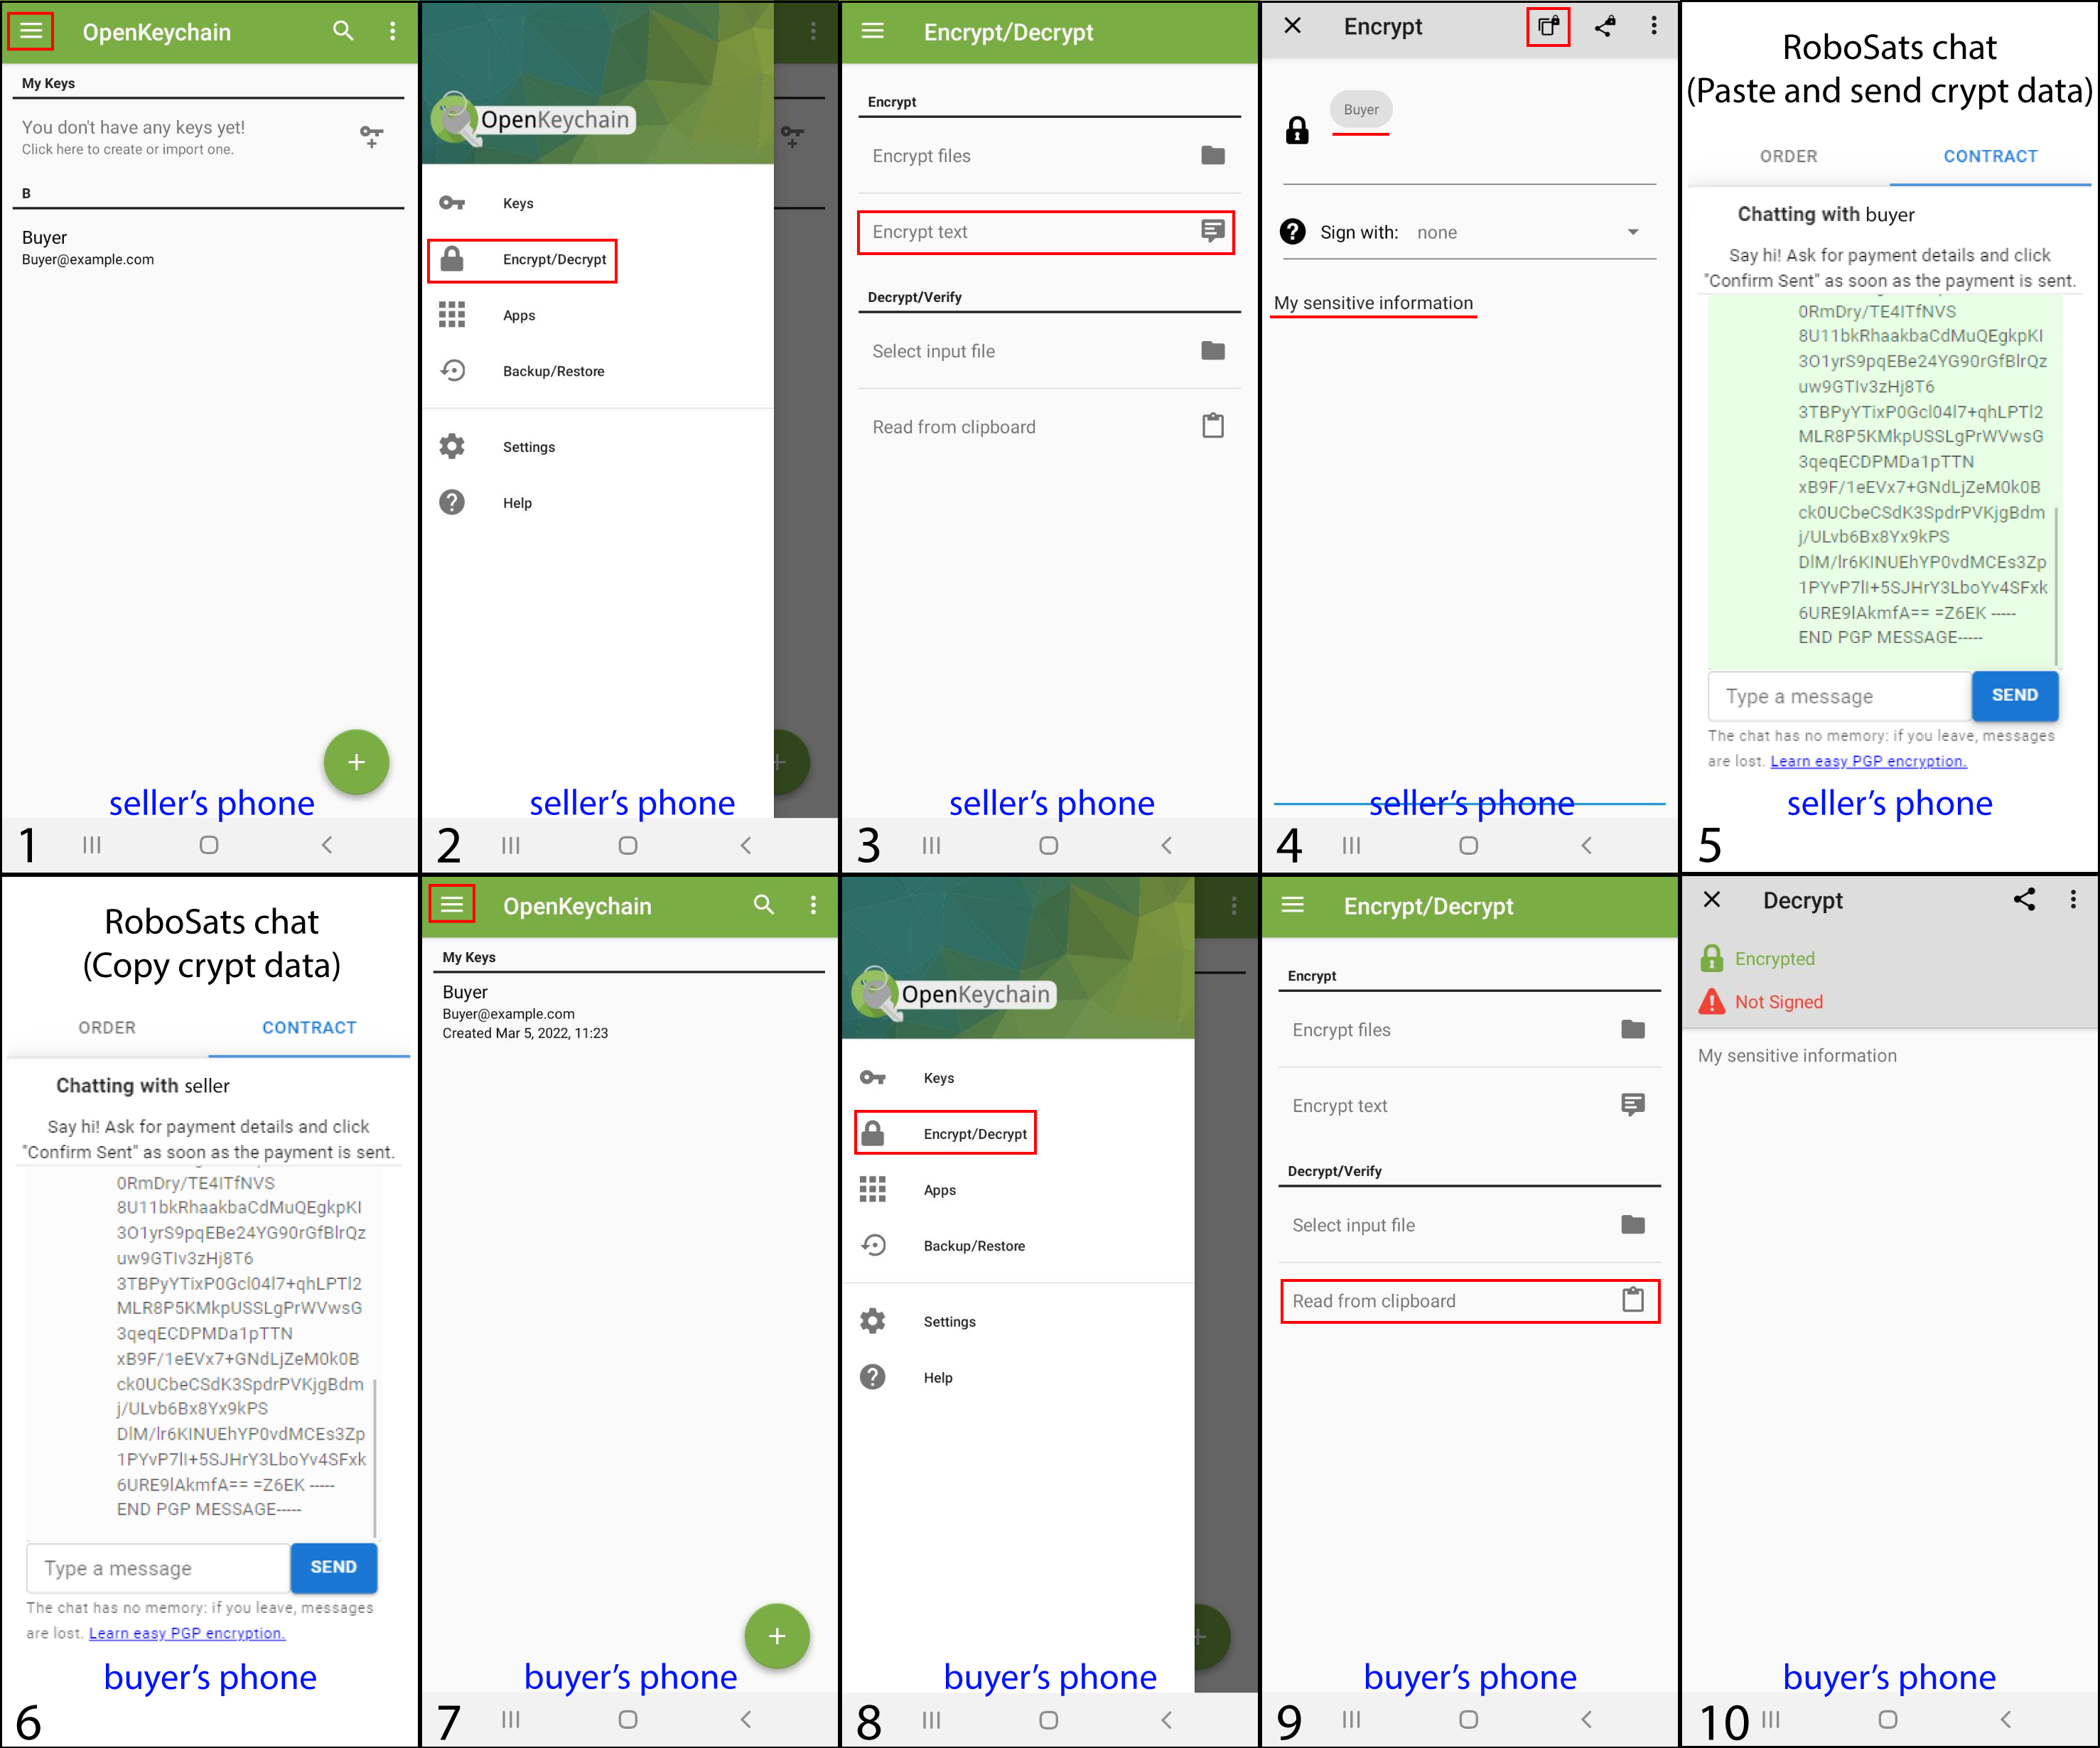 OpenKeychain
My Keys
You don't have any keys yet!
Click here to create or import one.
B
Buyer
Buyer@example.com
seller's phone
1
OpenKeychain
Keys
Encrypt/Decrypt
Apps
Backup/Restore
Settings
Help
seller's phone
2
Encrypt/Decrypt
Encrypt
Encrypt files
Encrypt text
Decrypt/Verify
Select input file
Read from clipboard
seller's phone
3
Encrypt
Buyer
Sign with: none
My sensitive information
seller's phone
4
RoboSats chat
(Paste and send crypt data)
ORDER CONTRACT
Chatting with buyer
Say hi! Ask for payment details and click
"Confirm Sent" as soon as the payment is sent.
0RmDry/TE4ITfNVS
8U11bkRhaakbaCdMuQEgkpKI
3O1yrS9pqEBe24YG90rGfBlrQz
uw9GTIv3zHj8T6
3TBPyYTixP0Gcl04l7+qhLPTl2
MLR8P5KMkpUSSLgPrWVwsG
3qeqECDPMDa1pTTN
xB9F/1eEVx7+GNdLjZeM0k0B
ck0UCbeCSdK3SpdrPVKjgBdm
j/ULvb6Bx8Yx9kPS
DlM/lr6KINUEhYP0vdMCEs3Zp
1PYvP7lI+5SJHrY3LboYv4SFxk
6URE9lAkmfA== =Z6EK -----
END PGP MESSAGE-----
Type a message SEND
The chat has no memory: if you leave, messages
are lost. Learn easy PGP encryption.
seller's phone
5
RoboSats chat
(Copy crypt data)
ORDER CONTRACT
Chatting with seller
Say hi! Ask for payment details and click
"Confirm Sent" as soon as the payment is sent.
0RmDry/TE4ITfNVS
8U11bkRhaakbaCdMuQEgkpKI
3O1yrS9pqEBe24YG90rGfBlrQz
uw9GTIv3zHj8T6
3TBPyYTixP0Gcl04l7+qhLPTl2
MLR8P5KMkpUSSLgPrWVwsG
3qeqECDPMDa1pTTN
xB9F/1eEVx7+GNdLjZeM0k0B
ck0UCbeCSdK3SpdrPVKjgBdm
j/ULvb6Bx8Yx9kPS
DlM/lr6KINUEhYP0vdMCEs3Zp
1PYvP7lI+5SJHrY3LboYv4SFxk
6URE9lAkmfA== =Z6EK -----
END PGP MESSAGE-----
Type a message SEND
The chat has no memory: if you leave, messages
are lost. Learn easy PGP encryption.
buyer's phone
6
OpenKeychain
My Keys
Buyer
Buyer@example.com
Created Mar 5, 2022, 11:23
buyer's phone
7
OpenKeychain
Keys
Encrypt/Decrypt
Apps
Backup/Restore
Settings
Help
buyer's phone
8
Encrypt/Decrypt
Encrypt
Encrypt files
Encrypt text
Decrypt/Verify
Select input file
Read from clipboard
buyer's phone
9
Decrypt
Encrypted
Not Signed
My sensitive information
buyer's phone
10